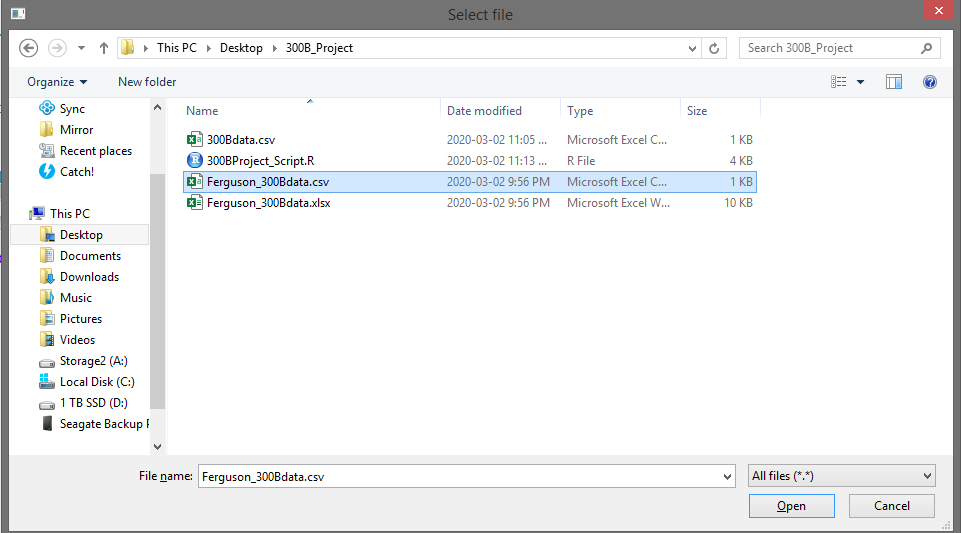 Select file
This PC Desktop 300B_Project
Search 300B_Project
Organize New folder
Name Date modified Type Size
Sync
Mirror
Recent places
Catch!
This PC
Desktop
Documents
Downloads
Music
Pictures
Videos
Storage2 (A:)
Local Disk (C:)
1 TB SSD (D:)
Seagate Backup
300Bdata.csv 2020-03-02 11:05 ... Microsoft Excel C... 1 KB
300BProject_Script.R 2020-03-02 11:13 ... R File 4 KB
Ferguson_300Bdata.csv 2020-03-02 9:56 PM Microsoft Excel C... 1 KB
Ferguson_300Bdata.xlsx 2020-03-02 9:56 PM Microsoft Excel W... 10 KB
File name: Ferguson_300Bdata.csv All files (*.*)
Open Cancel